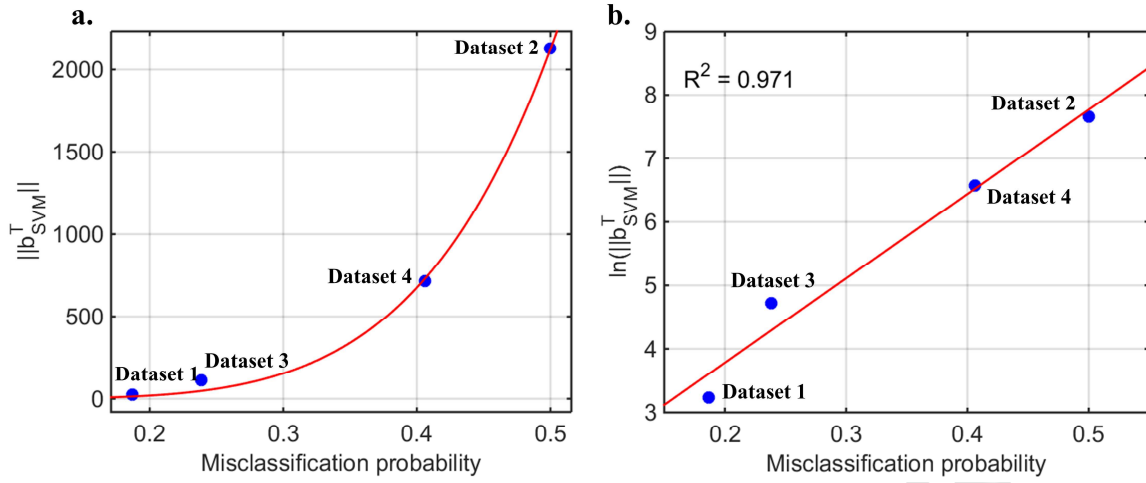 a.
Dataset 2
2000
1500
1000
500
0
||b^T_SVM||
Dataset 4
Dataset 1
Dataset 3
0.2 0.3 0.4 0.5
Misclassification probability
b.
R² = 0.971
9
8
7
6
5
4
3
ln(||b^T_SVM||)
Dataset 2
Dataset 4
Dataset 3
Dataset 1
0.2 0.3 0.4 0.5
Misclassification probability